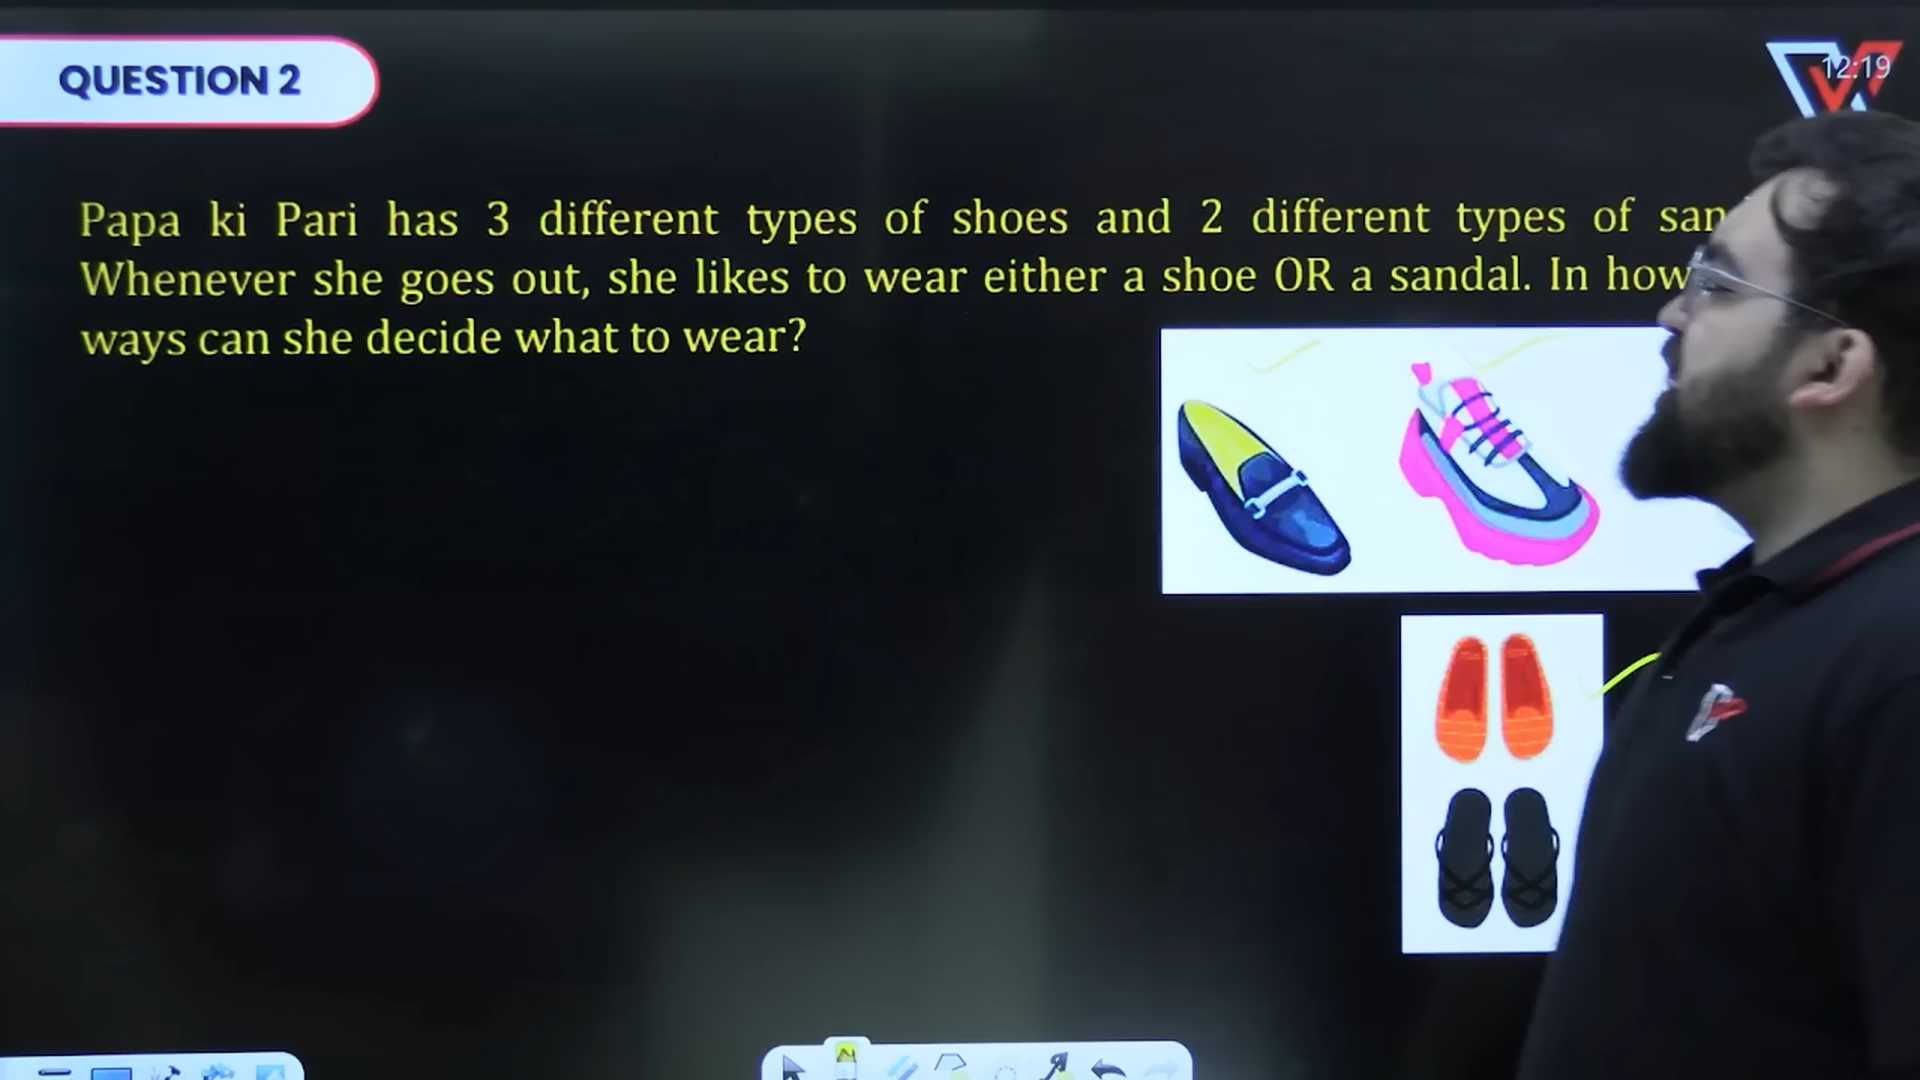 QUESTION 2
12:19
Papa ki Pari has 3 different types of shoes and 2 different types of
Whenever she goes out, she likes to wear either a shoe OR a sandal. In how
ways can she decide what to wear?